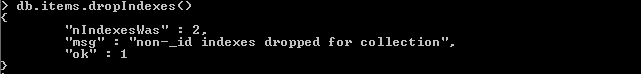 > db.items.dropIndexes()
{
        "nIndexesWas" : 2,
        "msg" : "non-_id indexes dropped for collection",
        "ok" : 1
}